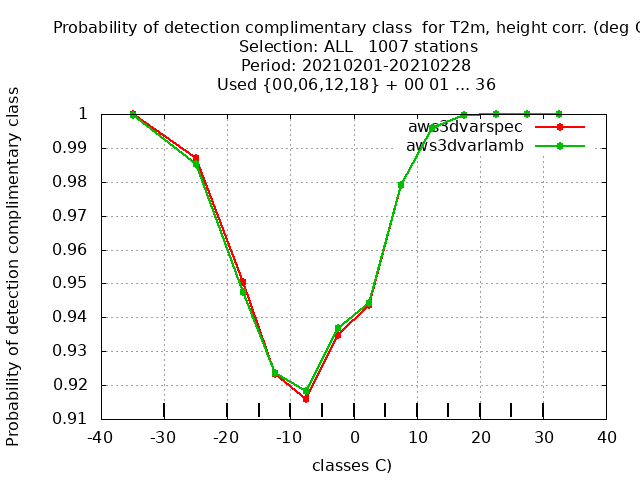 Probability of detection complimentary class for T2m, height corr. (deg
Selection: ALL 1007 stations
Period: 20210201-20210228
Used {00,06,12,18} + 00 01 ... 36
Probability of detection complimentary class
1
0.99
0.98
0.97
0.96
0.95
0.94
0.93
0.92
0.91
aws3dvarspec
aws3dvarlamb
-40 -30 -20 -10 0 10 20 30 40
classes C)